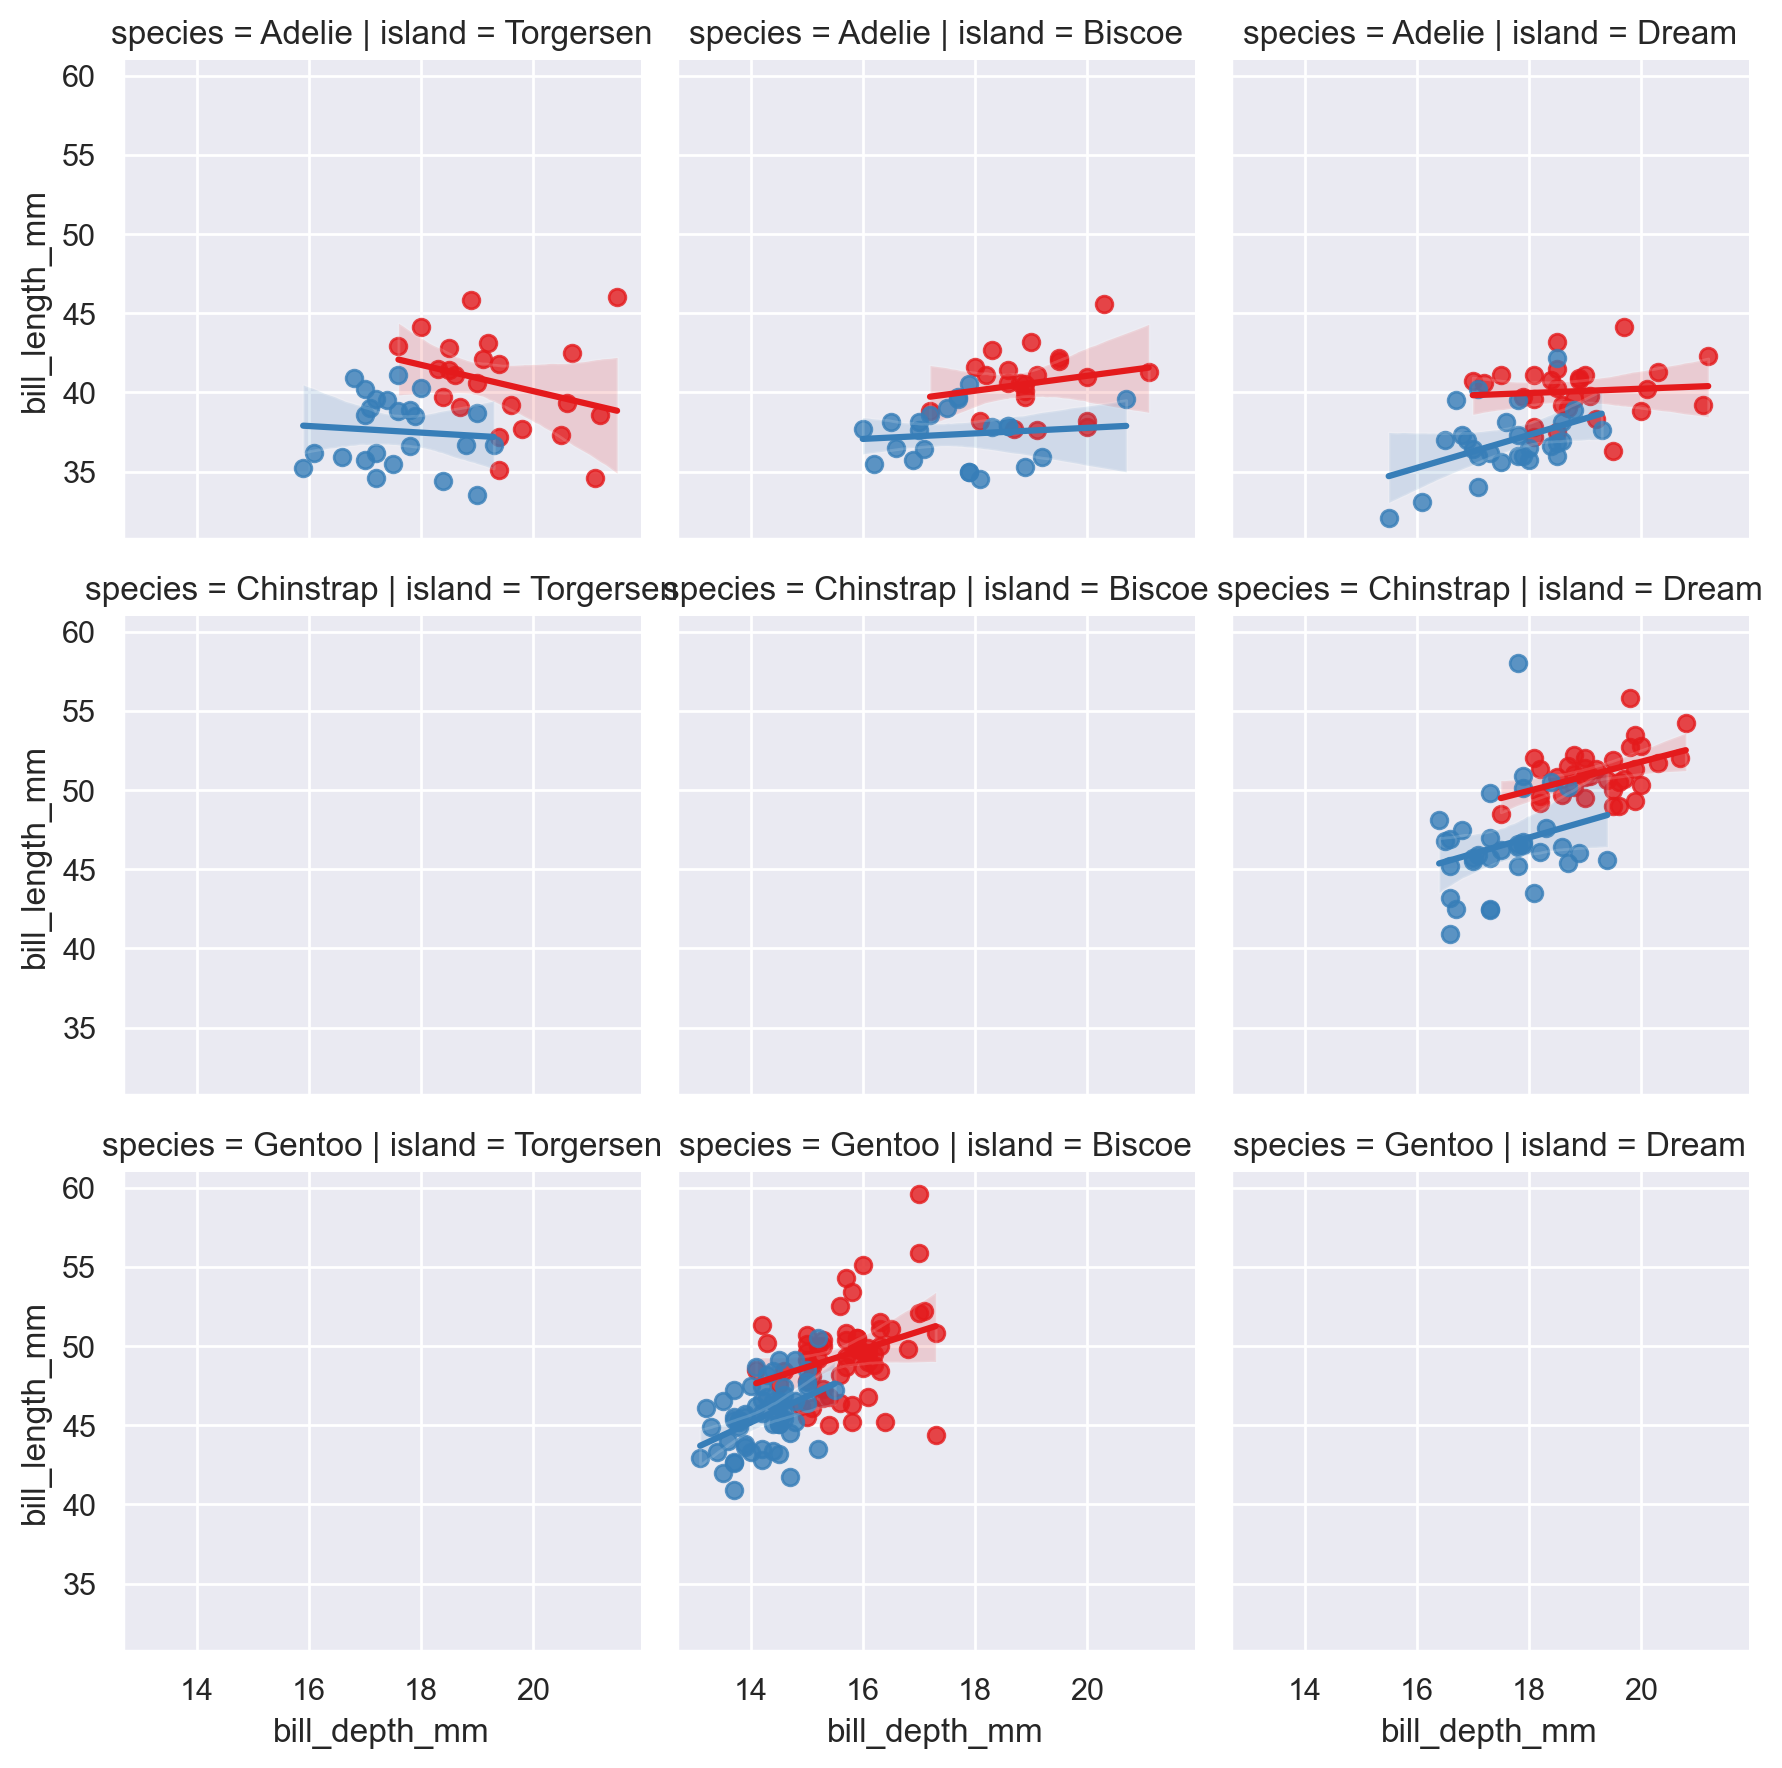 species = Adelie | island = Torgersen
species = Adelie | island = Biscoe
species = Adelie | island = Dream
60
55
50
45
40
35
bill_length_mm
species = Chinstrap | island = Torgersen
species = Chinstrap | island = Biscoe
species = Chinstrap | island = Dream
60
55
50
45
40
35
bill_length_mm
species = Gentoo | island = Torgersen
species = Gentoo | island = Biscoe
species = Gentoo | island = Dream
60
55
50
45
40
35
bill_length_mm
14 16 18 20
14 16 18 20
14 16 18 20
bill_depth_mm
bill_depth_mm
bill_depth_mm